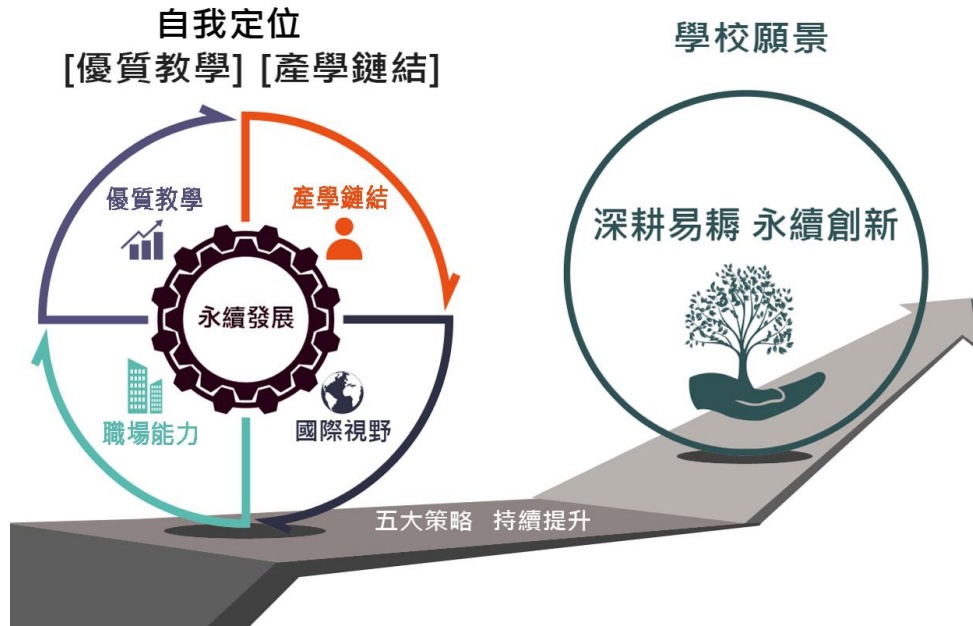 自我定位
[優質教學] [產學鏈結]
學校願景
優質教學
產學鏈結
永續發展
職場能力
國際視野
深耕易耨 永續創新
五大策略 持續提升